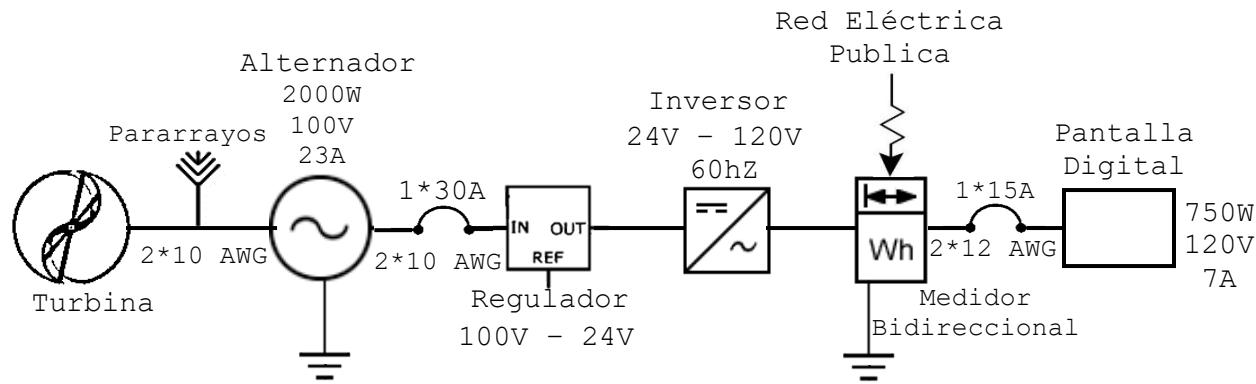 Red Eléctrica
Publica
Alternador
2000W
100V
23A
Pararrayos
Inversor
24V – 120V
60hZ
Pantalla
Digital
1*30A
1*15A
IN OUT
REF
Wh
750W
120V
7A
2*10 AWG
2*10 AWG
2*12 AWG
Turbina
Regulador
100V – 24V
Medidor
Bidireccional